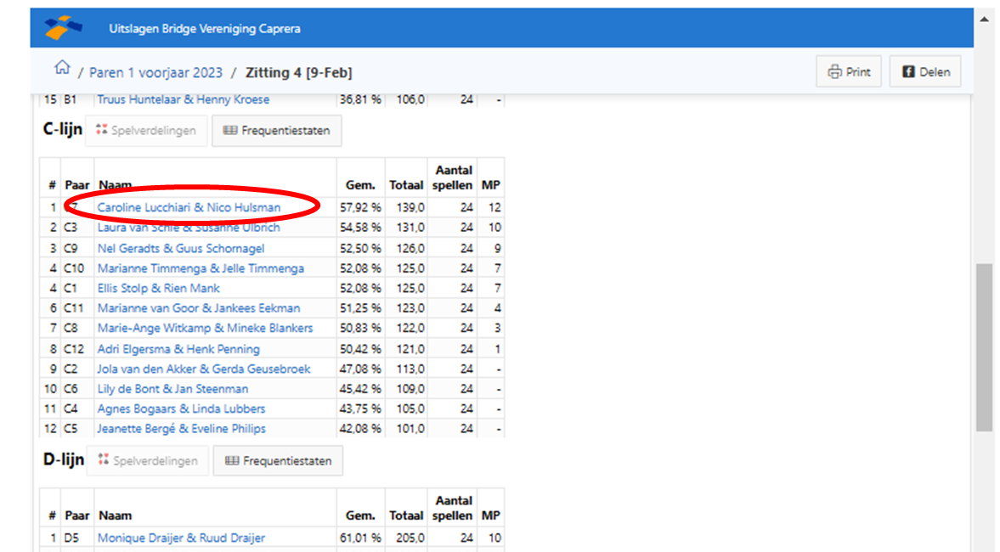 Uitslagen Bridge Vereniging Caprera
/ Paren 1 voorjaar 2023 / Zitting 4 [9-Feb] Print Delen
15 B1 Truus Huntelaar & Henny Kroese 36,81 % 106,0 24 -
C-lijn Spelverdelingen Frequentiestaten
# Paar Naam Gem. Totaal Aantal spellen MP
1 C7 Caroline Lucchiari & Nico Hulsman 57,92 % 139,0 24 12
2 C3 Laura van Schie & Susanne Ulbrich 54,58 % 131,0 24 10
3 C9 Nel Geradts & Guus Schornagel 52,50 % 126,0 24 9
4 C10 Marianne Timmenga & Jelle Timmenga 52,08 % 125,0 24 7
4 C1 Ellis Stolp & Rien Mank 52,08 % 125,0 24 7
6 C11 Marianne van Goor & Jankees Eekman 51,25 % 123,0 24 4
7 C8 Marie-Ange Witkamp & Mineke Blankers 50,83 % 122,0 24 3
8 C12 Adri Elgersma & Henk Penning 50,42 % 121,0 24 1
9 C2 Jola van den Akker & Gerda Geusebroek 47,08 % 113,0 24 -
10 C6 Lily de Bont & Jan Steenman 45,42 % 109,0 24 -
11 C4 Agnes Bogaars & Linda Lubbers 43,75 % 105,0 24 -
12 C5 Jeanette Bergé & Eveline Philips 42,08 % 101,0 24 -
D-lijn Spelverdelingen Frequentiestaten
# Paar Naam Gem. Totaal Aantal spellen MP
1 D5 Monique Draijer & Ruud Draijer 61,01 % 205,0 24 10